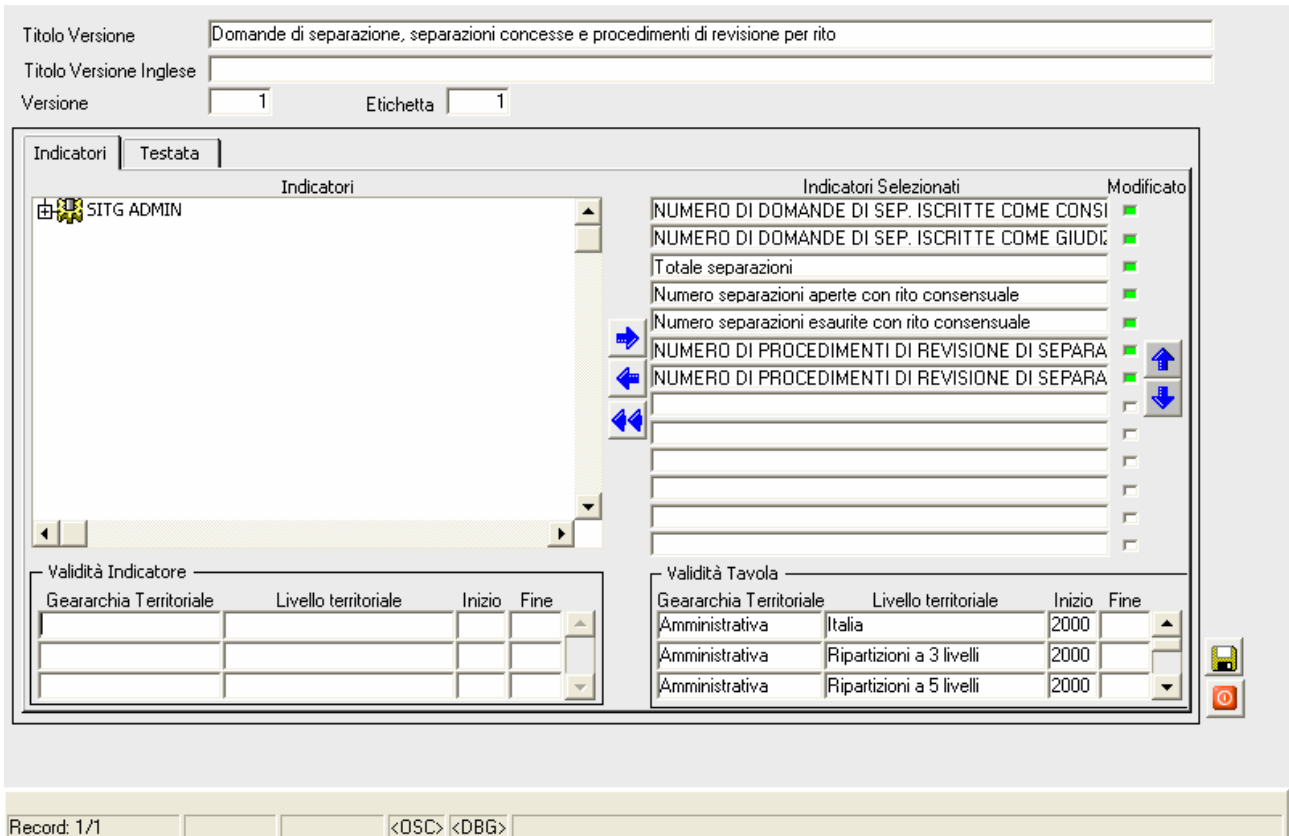 Titolo Versione Domande di separazione, separazioni concesse e procedimenti di revisione per rito
Titolo Versione Inglese
Versione 1 Etichetta 1
Indicatori Testata
Indicatori Indicatori Selezionati Modificato
SITG ADMIN
NUMERO DI DOMANDE DI SEP. ISCRITTE COME CONSI
NUMERO DI DOMANDE DI SEP. ISCRITTE COME GIUDIZ
Totale separazioni
Numero separazioni aperte con rito consensuale
Numero separazioni esaurite con rito consensuale
NUMERO DI PROCEDIMENTI DI REVISIONE DI SEPARA
NUMERO DI PROCEDIMENTI DI REVISIONE DI SEPARA
Validità Indicatore
Geararchia Territoriale Livello territoriale Inizio Fine
Validità Tavola
Geararchia Territoriale Livello territoriale Inizio Fine
Amministrativa Italia 2000
Amministrativa Ripartizioni a 3 livelli 2000
Amministrativa Ripartizioni a 5 livelli 2000
Record: 1/1 <OSC> <DBG>